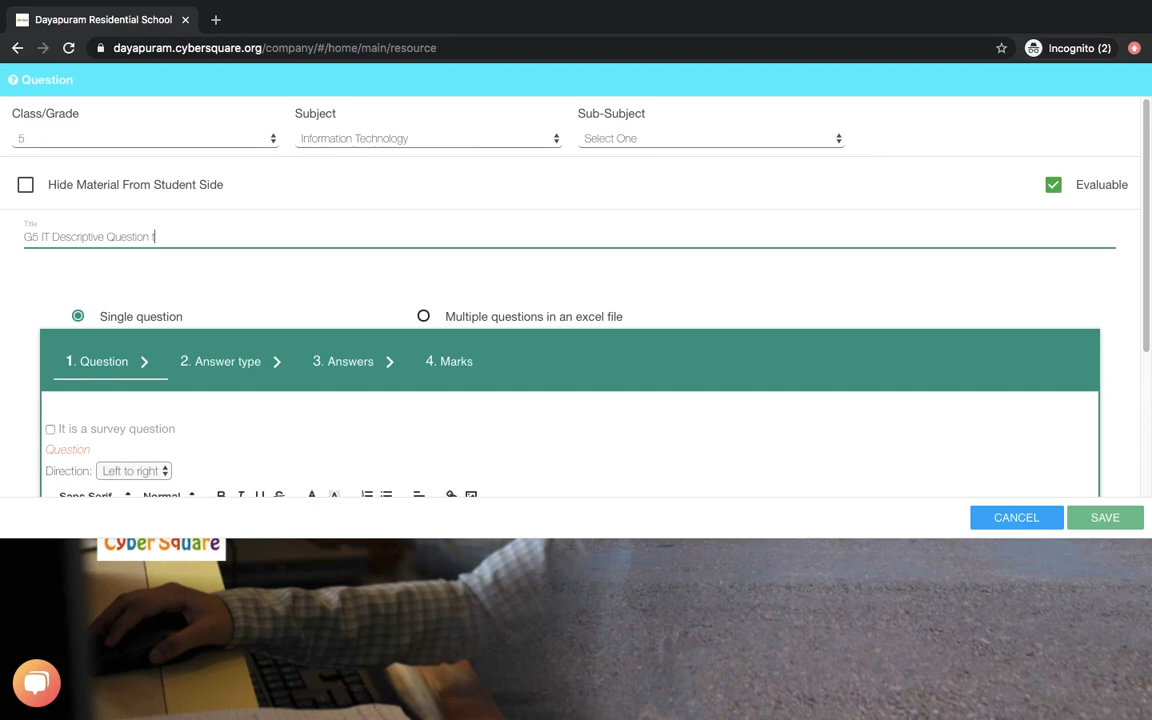 Dayapuram Residential School
dayapuram.cybersquare.org/company/#/home/main/resource
Incognito (2)
Question
Class/Grade
Subject
Sub-Subject
5
Information Technology
Select One
Hide Material From Student Side
Evaluable
Title
G5 IT Descriptive Question t
Single question
Multiple questions in an excel file
1. Question
2. Answer type
3. Answers
4. Marks
It is a survey question
Question
Direction: Left to right
Sans Serif Normal B I U S A A
CANCEL
SAVE
Cyber Square